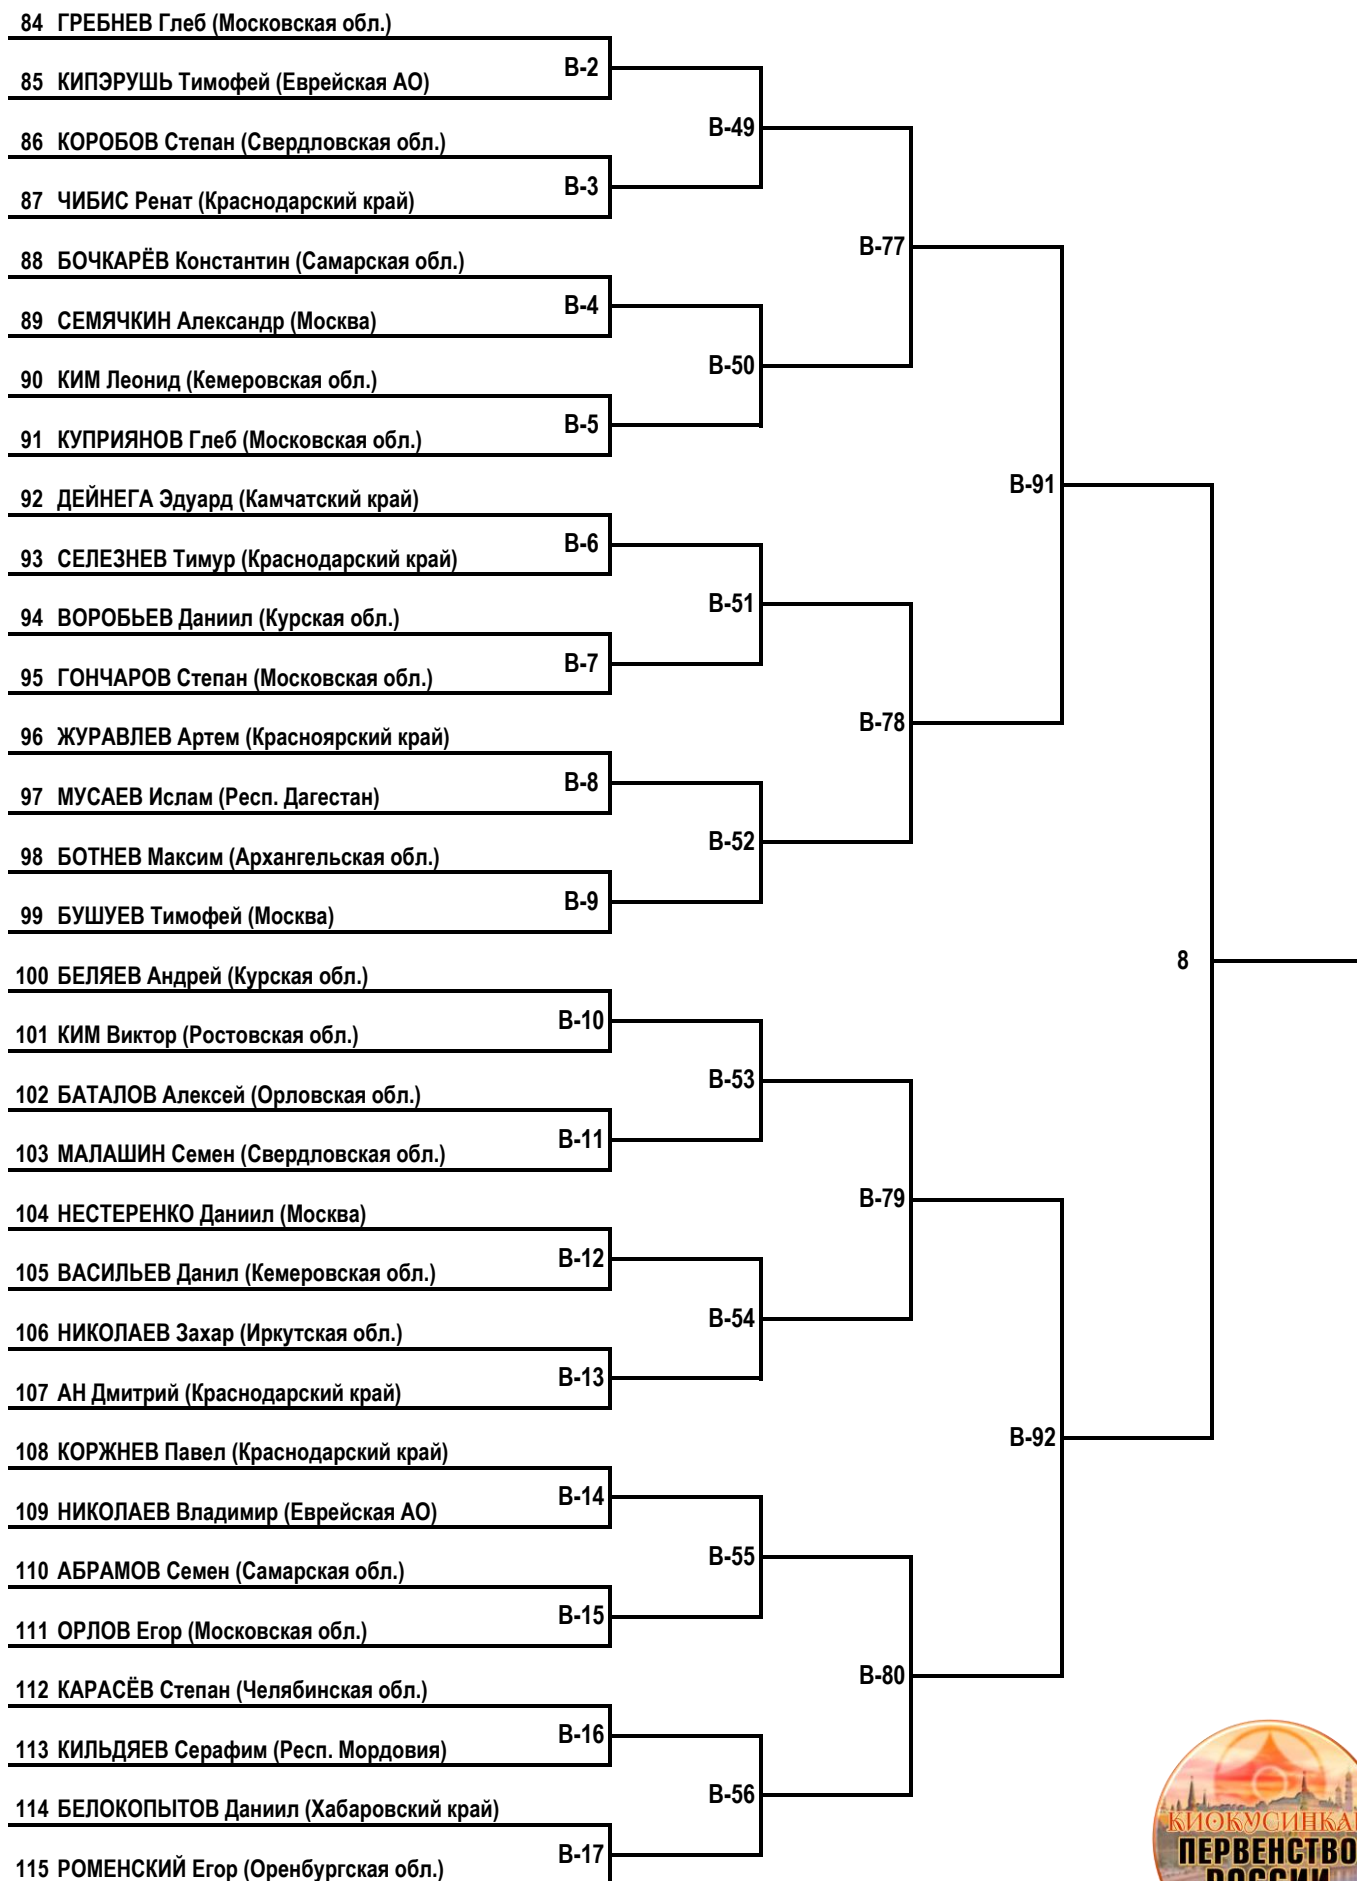 84 ГРЕБНЕВ Глеб (Московская обл.)
В-2
85 КИПЭРУШЬ Тимофей (Еврейская АО)
В-49
86 КОРОБОВ Степан (Свердловская обл.)
В-3
87 ЧИБИС Ренат (Краснодарский край)
В-77
88 БОЧКАРЁВ Константин (Самарская обл.)
В-4
89 СЕМЯЧКИН Александр (Москва)
В-50
90 КИМ Леонид (Кемеровская обл.)
В-5
91 КУПРИЯНОВ Глеб (Московская обл.)
В-91
92 ДЕЙНЕГА Эдуард (Камчатский край)
В-6
93 СЕЛЕЗНЕВ Тимур (Краснодарский край)
В-51
94 ВОРОБЬЕВ Даниил (Курская обл.)
В-7
95 ГОНЧАРОВ Степан (Московская обл.)
В-78
96 ЖУРАВЛЕВ Артем (Красноярский край)
В-8
97 МУСАЕВ Ислам (Респ. Дагестан)
В-52
98 БОТНЕВ Максим (Архангельская обл.)
В-9
99 БУШУЕВ Тимофей (Москва)
8
100 БЕЛЯЕВ Андрей (Курская обл.)
В-10
101 КИМ Виктор (Ростовская обл.)
В-53
102 БАТАЛОВ Алексей (Орловская обл.)
В-11
103 МАЛАШИН Семен (Свердловская обл.)
В-79
104 НЕСТЕРЕНКО Даниил (Москва)
В-12
105 ВАСИЛЬЕВ Данил (Кемеровская обл.)
В-54
106 НИКОЛАЕВ Захар (Иркутская обл.)
В-13
107 АН Дмитрий (Краснодарский край)
В-92
108 КОРЖНЕВ Павел (Краснодарский край)
В-14
109 НИКОЛАЕВ Владимир (Еврейская АО)
В-55
110 АБРАМОВ Семен (Самарская обл.)
В-15
111 ОРЛОВ Егор (Московская обл.)
В-80
112 КАРАСЁВ Степан (Челябинская обл.)
В-16
113 КИЛЬДЯЕВ Серафим (Респ. Мордовия)
В-56
114 БЕЛОКОПЫТОВ Даниил (Хабаровский край)
В-17
115 РОМЕНСКИЙ Егор (Оренбургская обл.)
КИОКУСИНКАЙ
ПЕРВЕНСТВО
РОССИИ